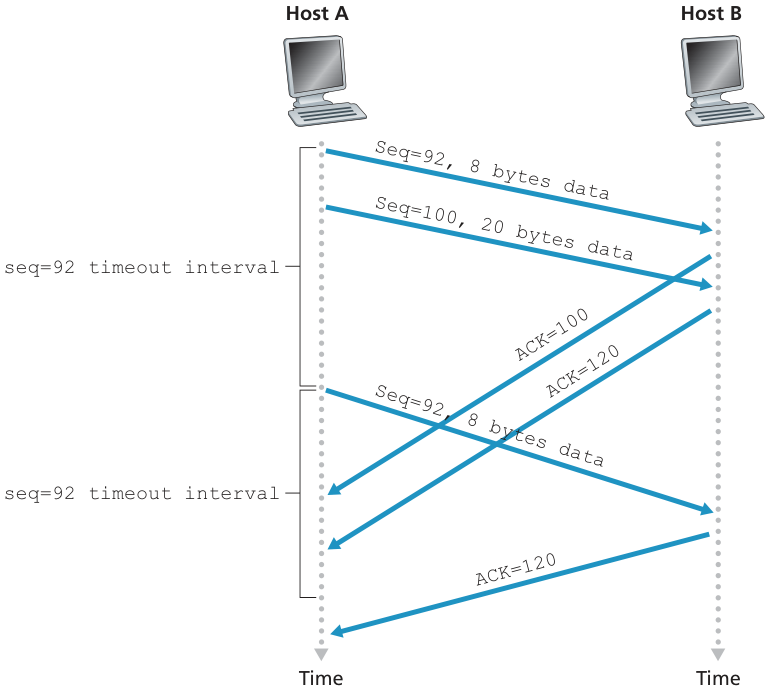 Host A
Host B
Seq=92, 8 bytes data
Seq=100, 20 bytes data
seq=92 timeout interval
ACK=100
ACK=120
Seq=92, 8 bytes data
seq=92 timeout interval
ACK=120
Time
Time